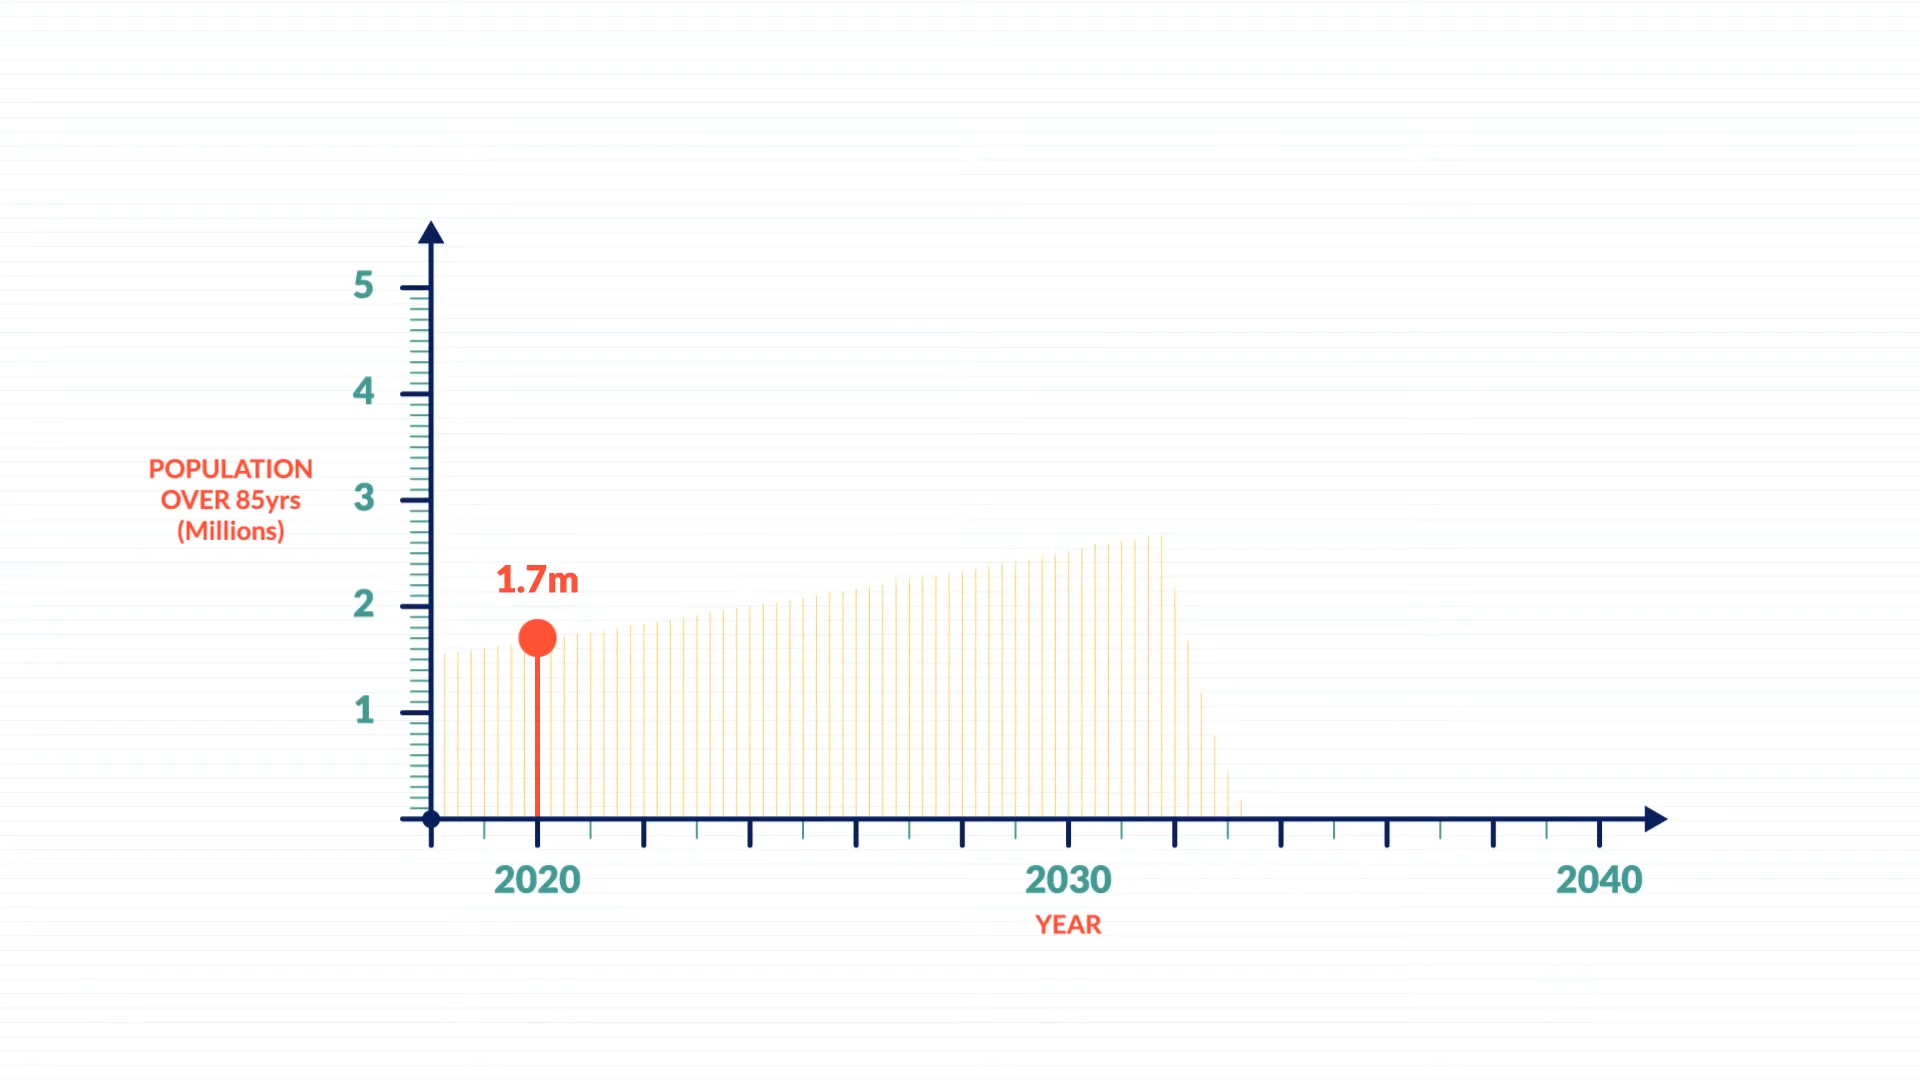 5
4
POPULATION
OVER 85yrs
(Millions)
3
1.7m
2
1
2020
2030
2040
YEAR